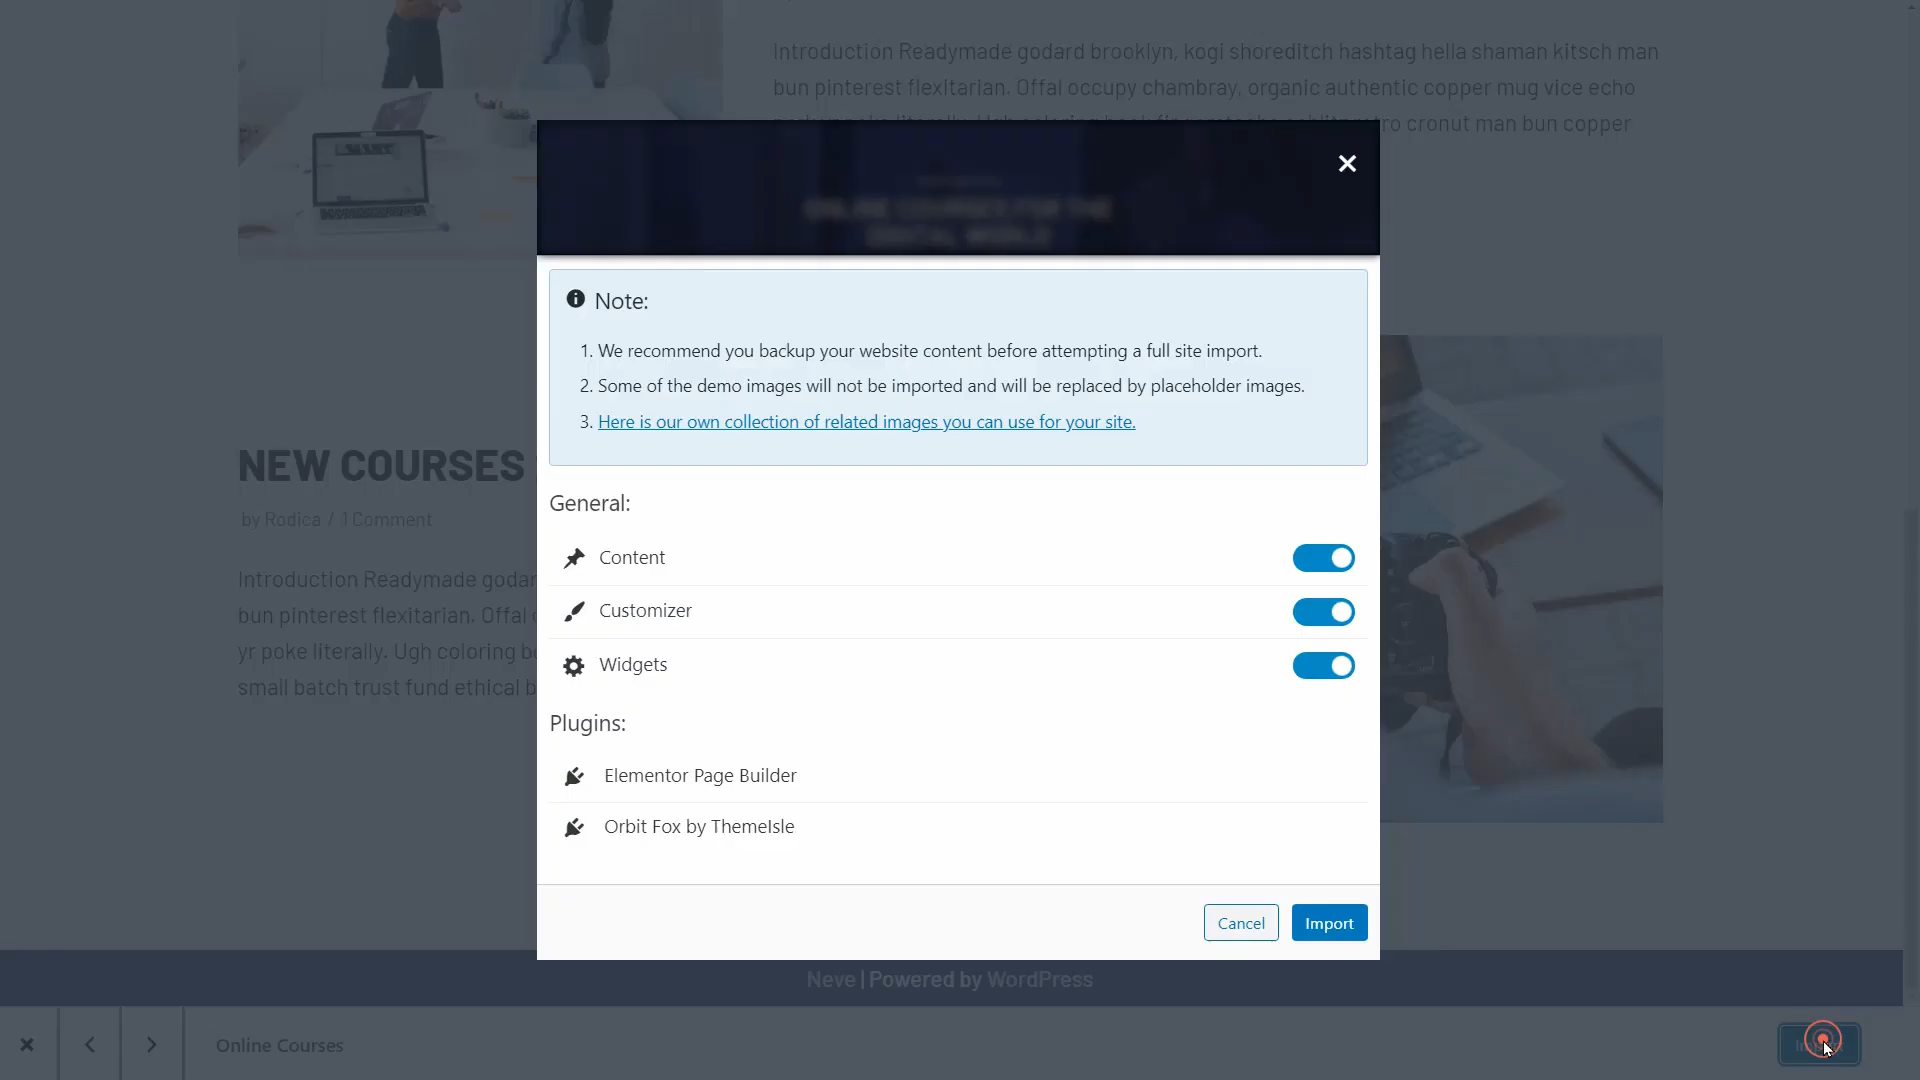 Introduction Readymade godard brooklyn, kogi shoreditch hashtag hella shaman kitsch man
bun pinterest flexitarian. Offal occupy chambray, organic authentic copper mug vice echo
cronut man bun copper
ONLINE COURSES FOR THE
DIGITAL WORLD
Note:
1. We recommend you backup your website content before attempting a full site import.
2. Some of the demo images will not be imported and will be replaced by placeholder images.
3. Here is our own collection of related images you can use for your site.
NEW COURSES
by Rodica / 1 Comment
Introduction Readymade godar
bun pinterest flexitarian. Offal
yr poke literally. Ugh coloring b
small batch trust fund ethical b
General:
Content
Customizer
Widgets
Plugins:
Elementor Page Builder
Orbit Fox by ThemeIsle
Cancel
Import
Neve | Powered by WordPress
Online Courses